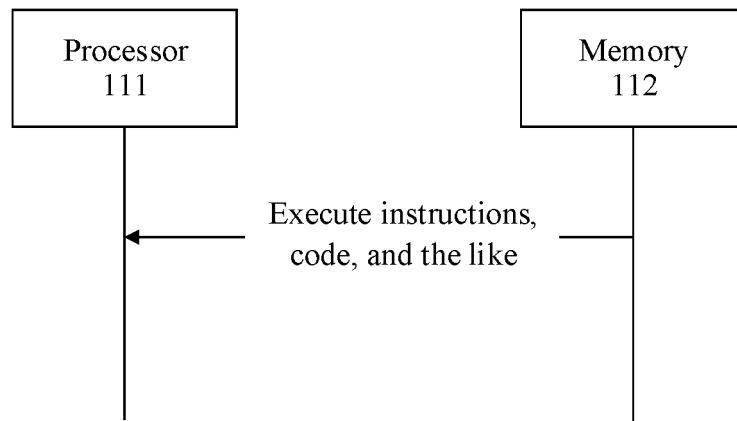 Processor
111
Memory
112
Execute instructions,
code, and the like